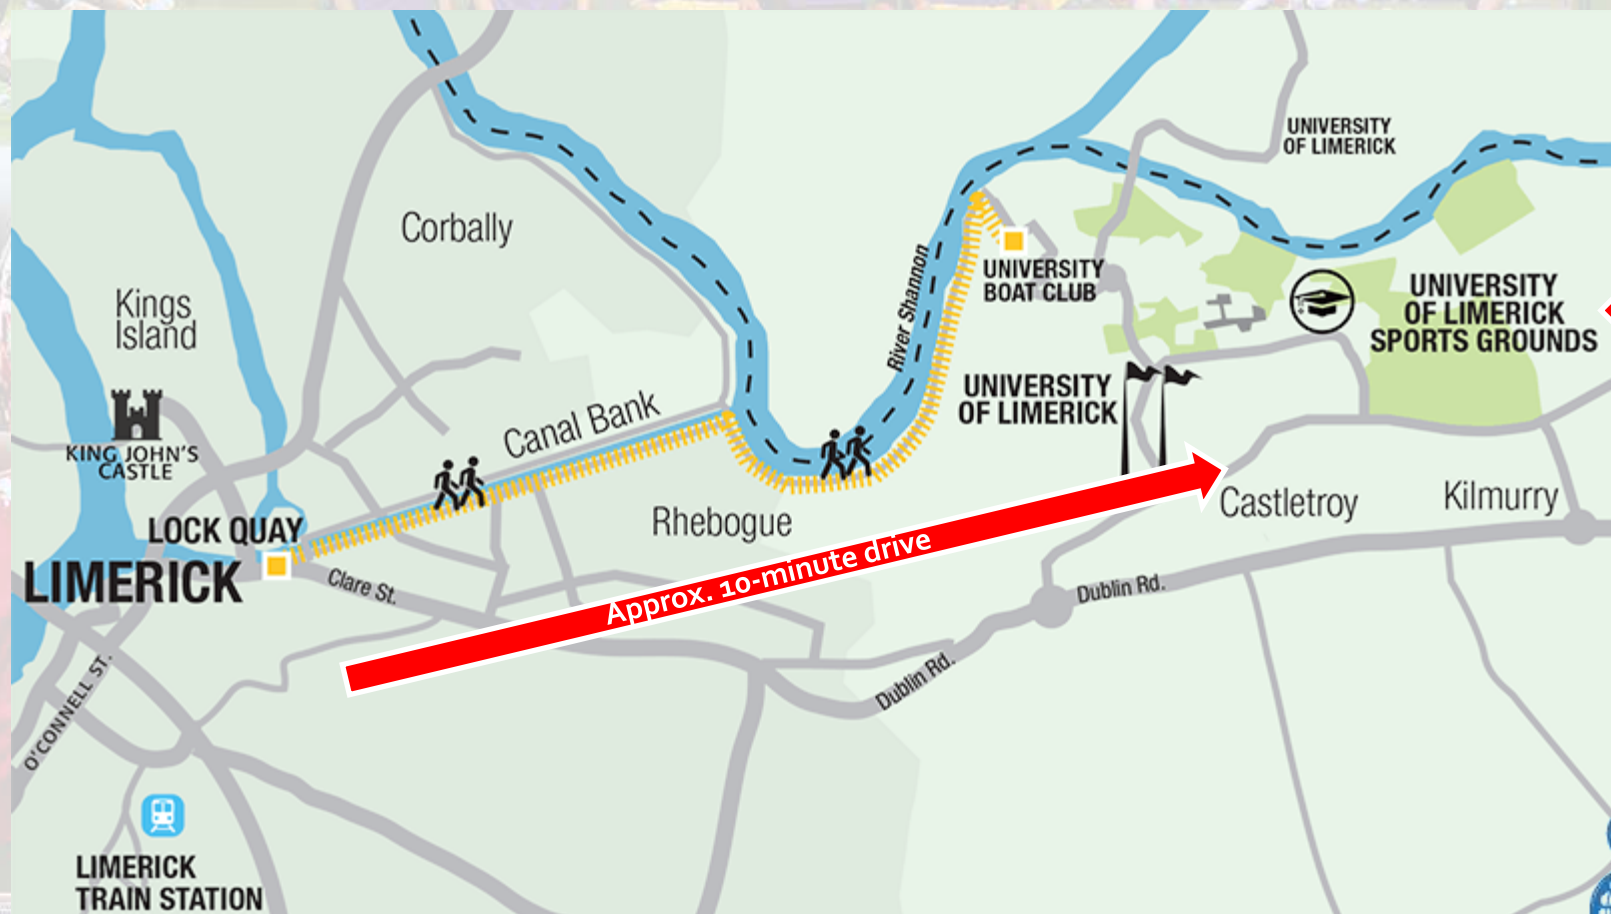 UNIVERSITY
OF LIMERICK
Corbally
River Shannon
UNIVERSITY
BOAT CLUB
UNIVERSITY
OF LIMERICK
SPORTS GROUNDS
Kings
Island
UNIVERSITY
OF LIMERICK
Canal Bank
KING JOHN'S
CASTLE
Castletroy
Kilmurry
Rhebogue
LOCK QUAY
LIMERICK
Approx. 10-minute drive
Clare St.
Dublin Rd.
Dublin Rd.
O'CONNELL ST.
LIMERICK
TRAIN STATION